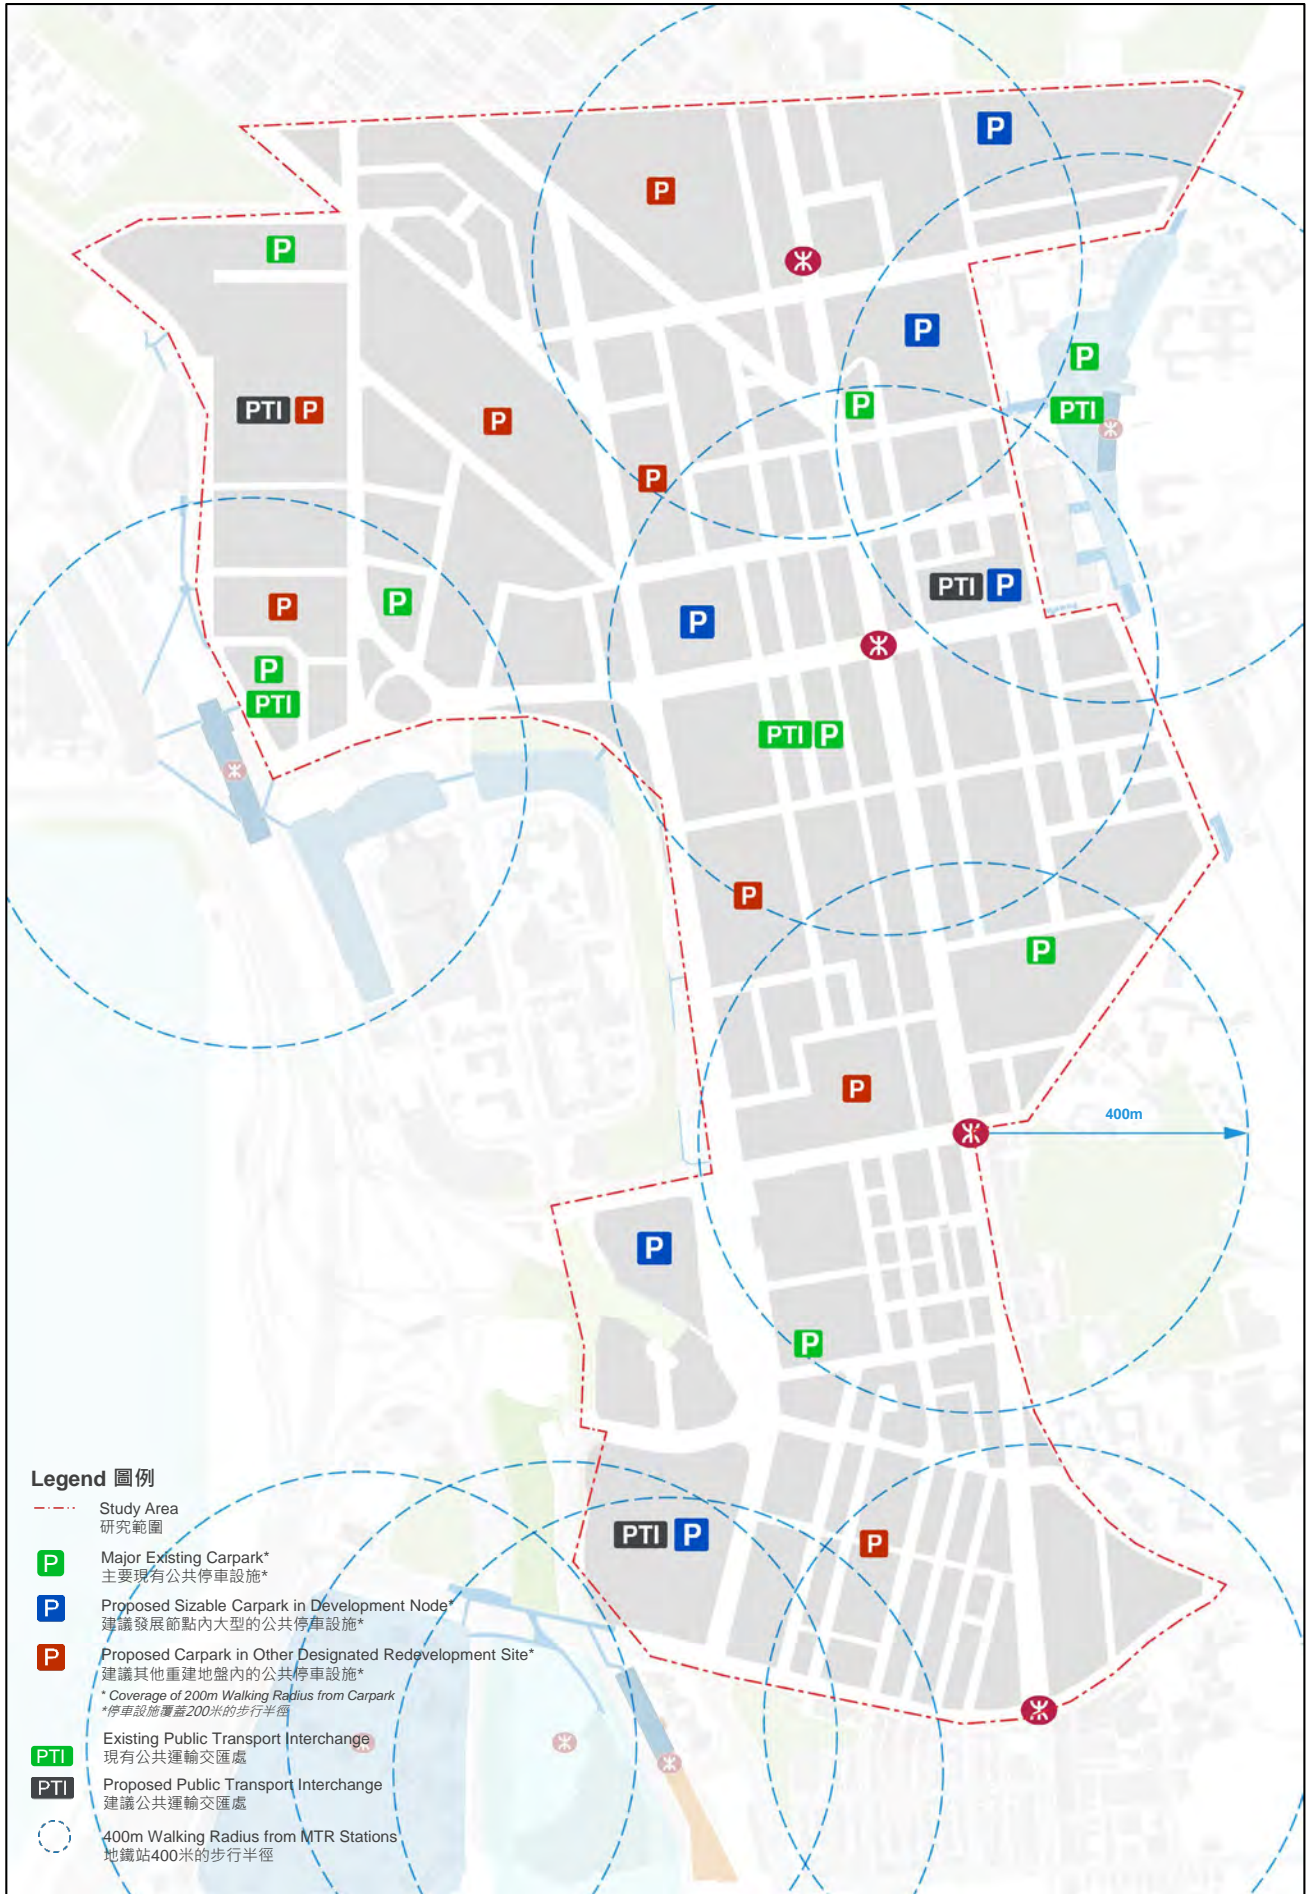 P
P
P
P
P
PTI P
P
P
P
PTI
P
PTI P
P
P
P
P
PTI
PTI P
P
P
P
400m
P
P
PTI P
P
Legend 圖例
Study Area
研究範圍
P
Major Existing Carpark*
主要現有公共停車設施*
P
Proposed Sizable Carpark in Development Node*
建議發展節點內大型的公共停車設施*
P
Proposed Carpark in Other Designated Redevelopment Site*
建議其他重建地盤內的公共停車設施*
* Coverage of 200m Walking Radius from Carpark
*停車設施覆蓋200米的步行半徑
PTI
Existing Public Transport Interchange
現有公共運輸交匯處
PTI
Proposed Public Transport Interchange
建議公共運輸交匯處
400m Walking Radius from MTR Stations
地鐵站400米的步行半徑